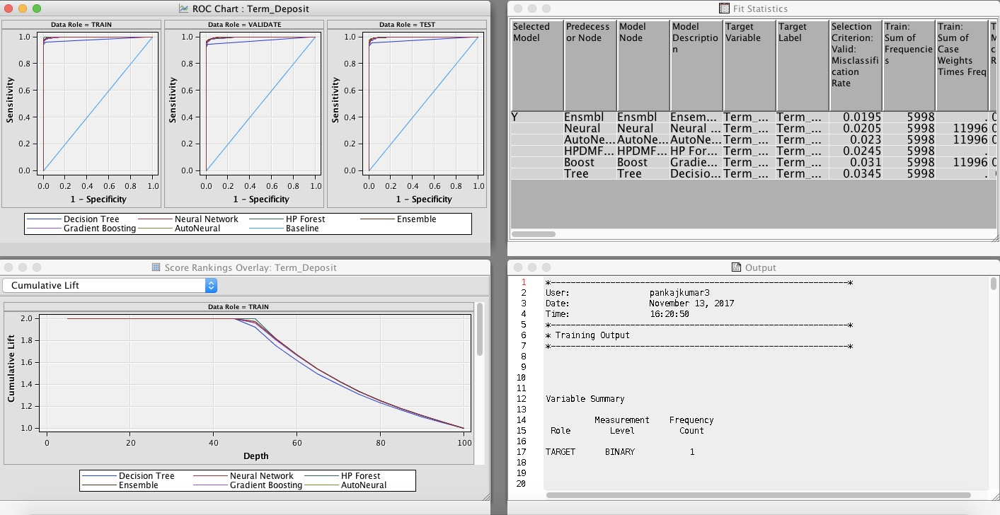 ROC Chart : Term_Deposit
Data Role = TRAIN
Data Role = VALIDATE
Data Role = TEST
Sensitivity
1.0
0.8
0.6
0.4
0.2
0.0
0.0 0.2 0.4 0.6 0.8 1.0
1 - Specificity
Sensitivity
1.0
0.8
0.6
0.4
0.2
0.0
0.0 0.2 0.4 0.6 0.8 1.0
1 - Specificity
Sensitivity
1.0
0.8
0.6
0.4
0.2
0.0
0.0 0.2 0.4 0.6 0.8 1.0
1 - Specificity
Decision Tree Neural Network HP Forest Ensemble
Gradient Boosting AutoNeural Baseline
Fit Statistics
Selected Model
Predecess or Node
Model Node
Model Descriptio n
Target Variable
Target Label
Selection Criterion: Valid: Misclassifi cation Rate
Train: Sum of Frequencie s
Train: Sum of Case Weights Times Freq
Y Ensmbl Ensmbl Ensem... Term_... Term_... 0.0195 5998 .
Neural Neural Neural ... Term_... Term_... 0.0205 5998 11996
AutoNe... AutoNe... AutoNe... Term_... Term_... 0.023 5998 11996
HPDMF... HPDMF... HP For... Term_... Term_... 0.0245 5998 .
Boost Boost Gradie... Term_... Term_... 0.031 5998 11996
Tree Tree Decisio... Term_... Term_... 0.0345 5998 .
Score Rankings Overlay: Term_Deposit
Cumulative Lift
Data Role = TRAIN
Cumulative Lift
2.0
1.8
1.6
1.4
1.2
1.0
0 20 40 60 80 100
Depth
Decision Tree Neural Network HP Forest
Ensemble Gradient Boosting AutoNeural
Output
1 *------------------------------------------------------------*
2 User: pankajkumar3
3 Date: November 13, 2017
4 Time: 16:20:50
5 *------------------------------------------------------------*
6 * Training Output
7 *------------------------------------------------------------*
8
9
10
11
12 Variable Summary
13
14 Measurement Frequency
15 Role Level Count
16
17 TARGET BINARY 1
18
19
20